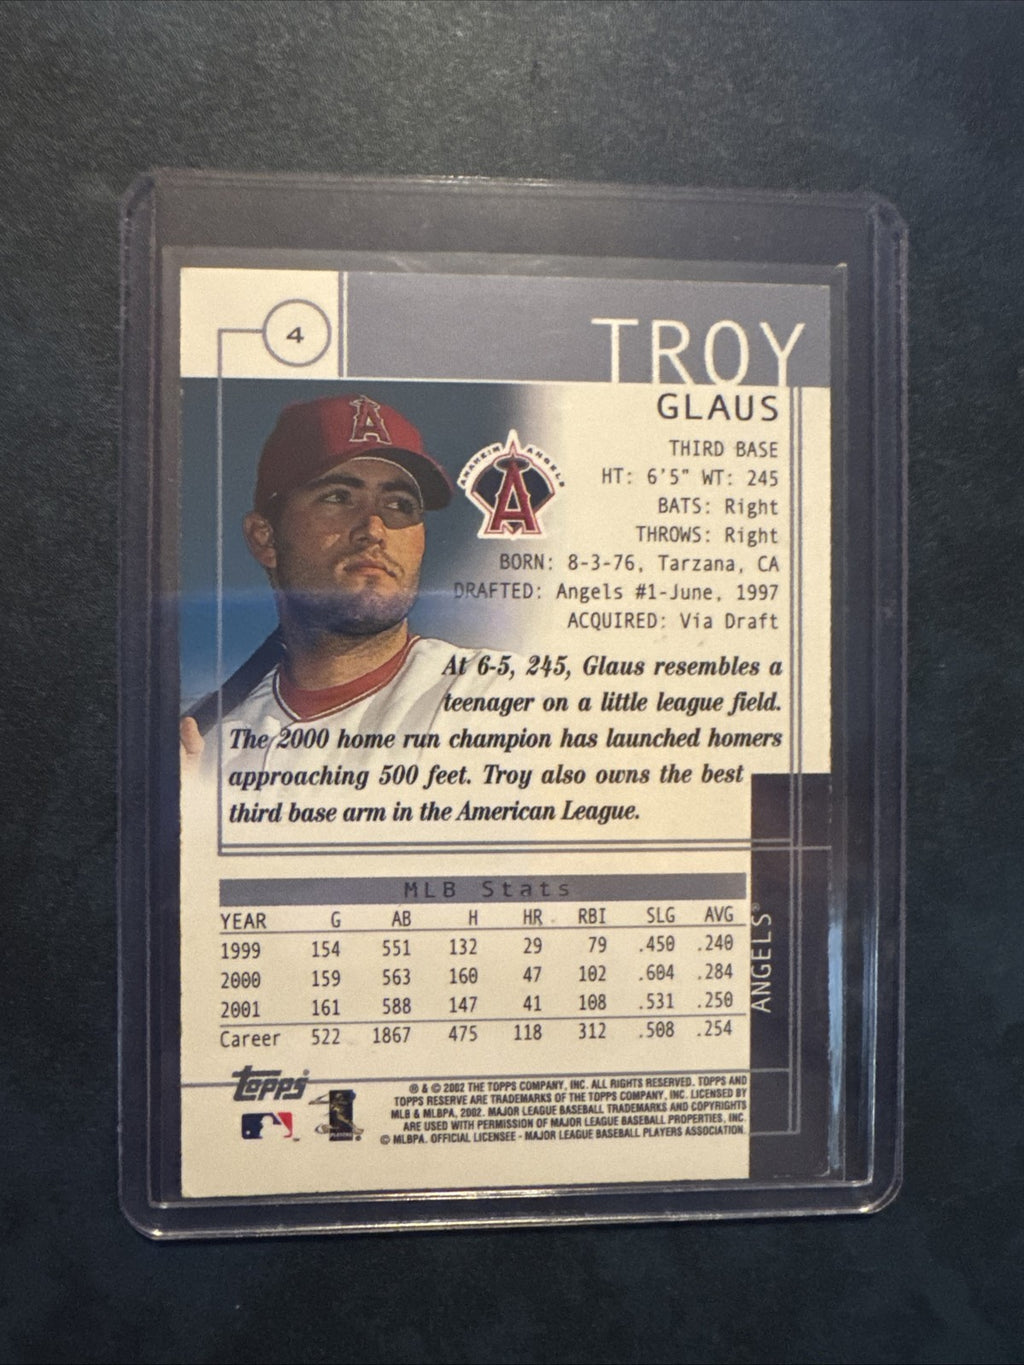 4
TROY
GLAUS
THIRD BASE
HT: 6'5" WT: 245
BATS: Right
THROWS: Right
BORN: 8-3-76, Tarzana, CA
DRAFTED: Angels #1-June, 1997
ACQUIRED: Via Draft
A
ANAHEIM ANGELS
A
At 6-5, 245, Glaus resembles a
teenager on a little league field.
The 2000 home run champion has launched homers
approaching 500 feet. Troy also owns the best
third base arm in the American League.
MLB Stats
YEAR G AB H HR RBI SLG AVG
1999 154 551 132 29 79 .450 .240
2000 159 563 160 47 102 .604 .284
2001 161 588 147 41 108 .531 .250
Career 522 1867 475 118 312 .508 .254
ANGELS®
Topps
® & © 2002 THE TOPPS COMPANY, INC. ALL RIGHTS RESERVED. TOPPS AND
TOPPS RESERVE ARE TRADEMARKS OF THE TOPPS COMPANY, INC. LICENSED BY
MLB & MLBPA, 2002. MAJOR LEAGUE BASEBALL TRADEMARKS AND COPYRIGHTS
ARE USED WITH PERMISSION OF MAJOR LEAGUE BASEBALL PROPERTIES, INC.
© MLBPA. OFFICIAL LICENSEE - MAJOR LEAGUE BASEBALL PLAYERS ASSOCIATION.